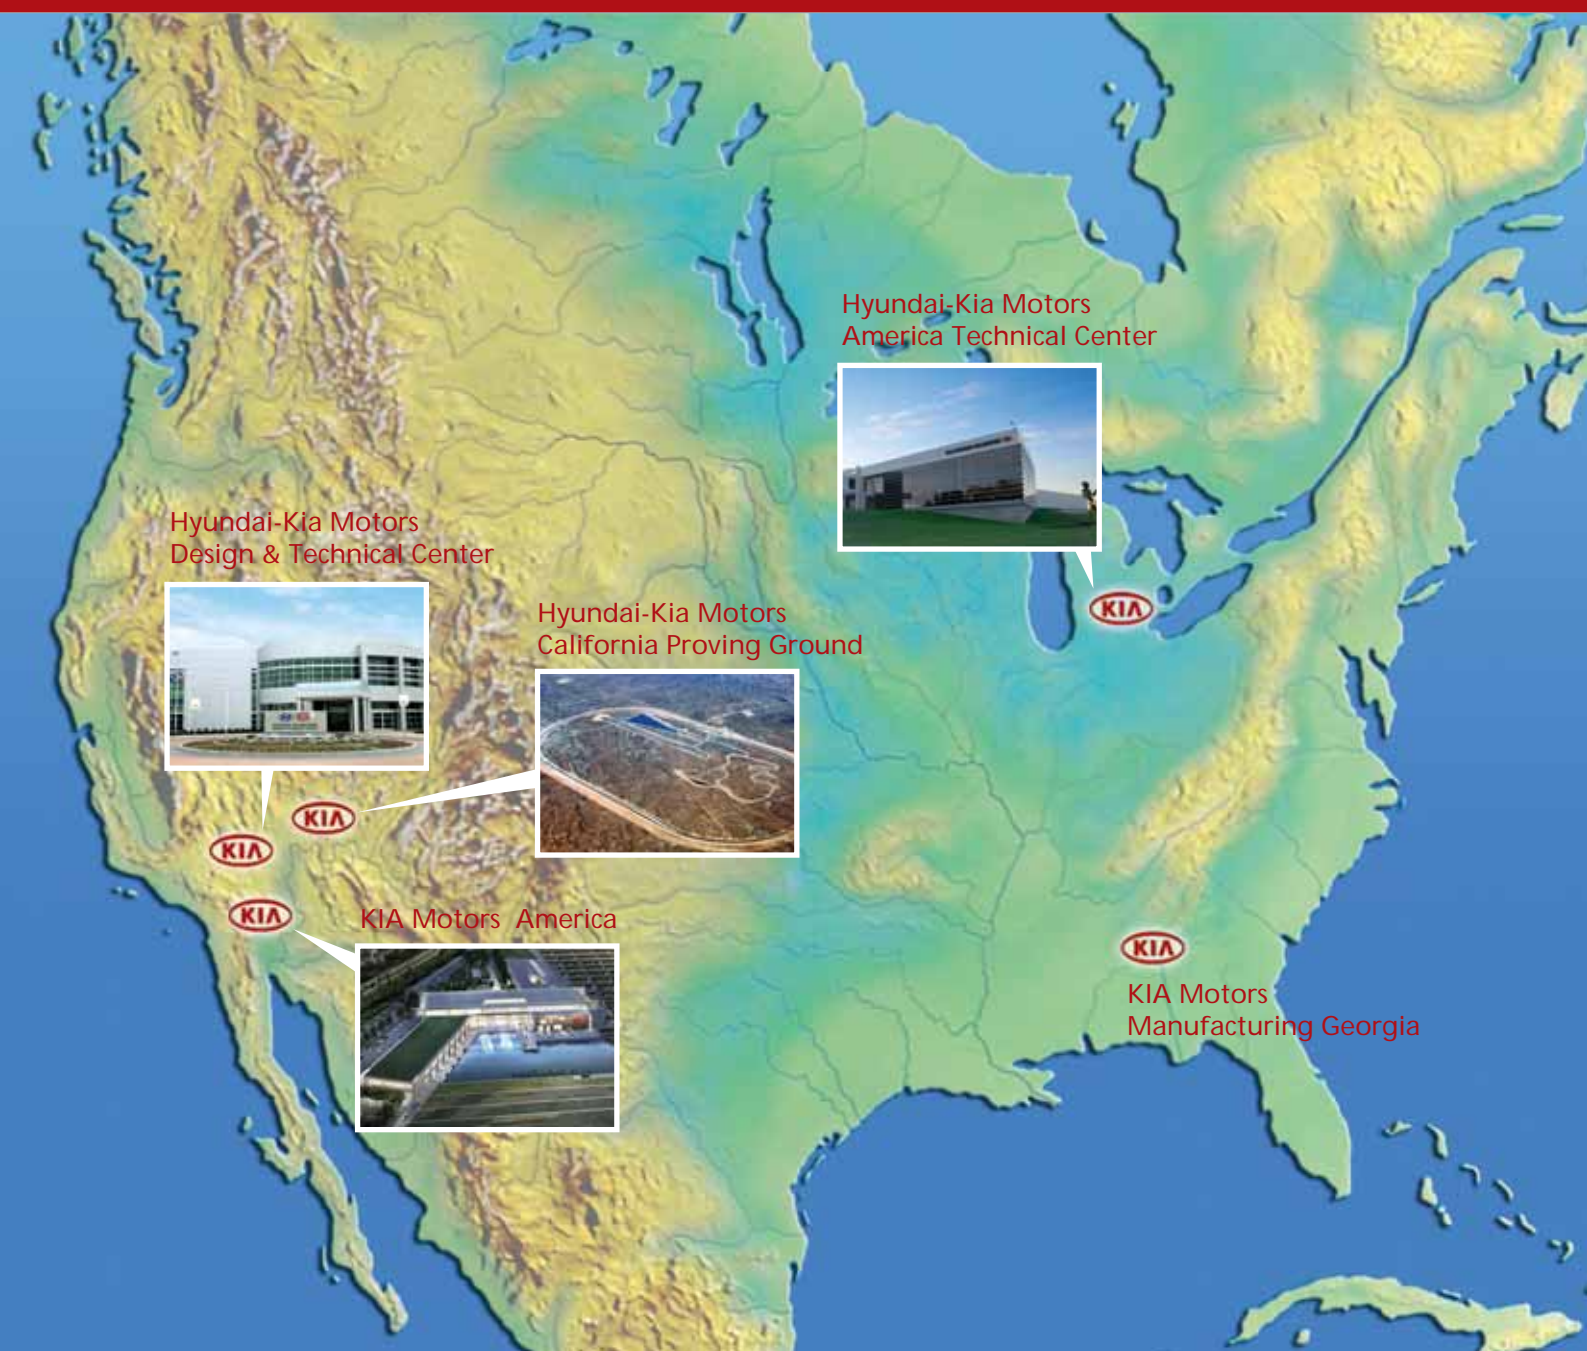 Hyundai-Kia Motors
America Technical Center
Hyundai-Kia Motors
Design & Technical Center
Hyundai-Kia Motors
California Proving Ground
KIA
KIA
KIA
KIA
KIA Motors America
KIA
KIA Motors
Manufacturing Georgia